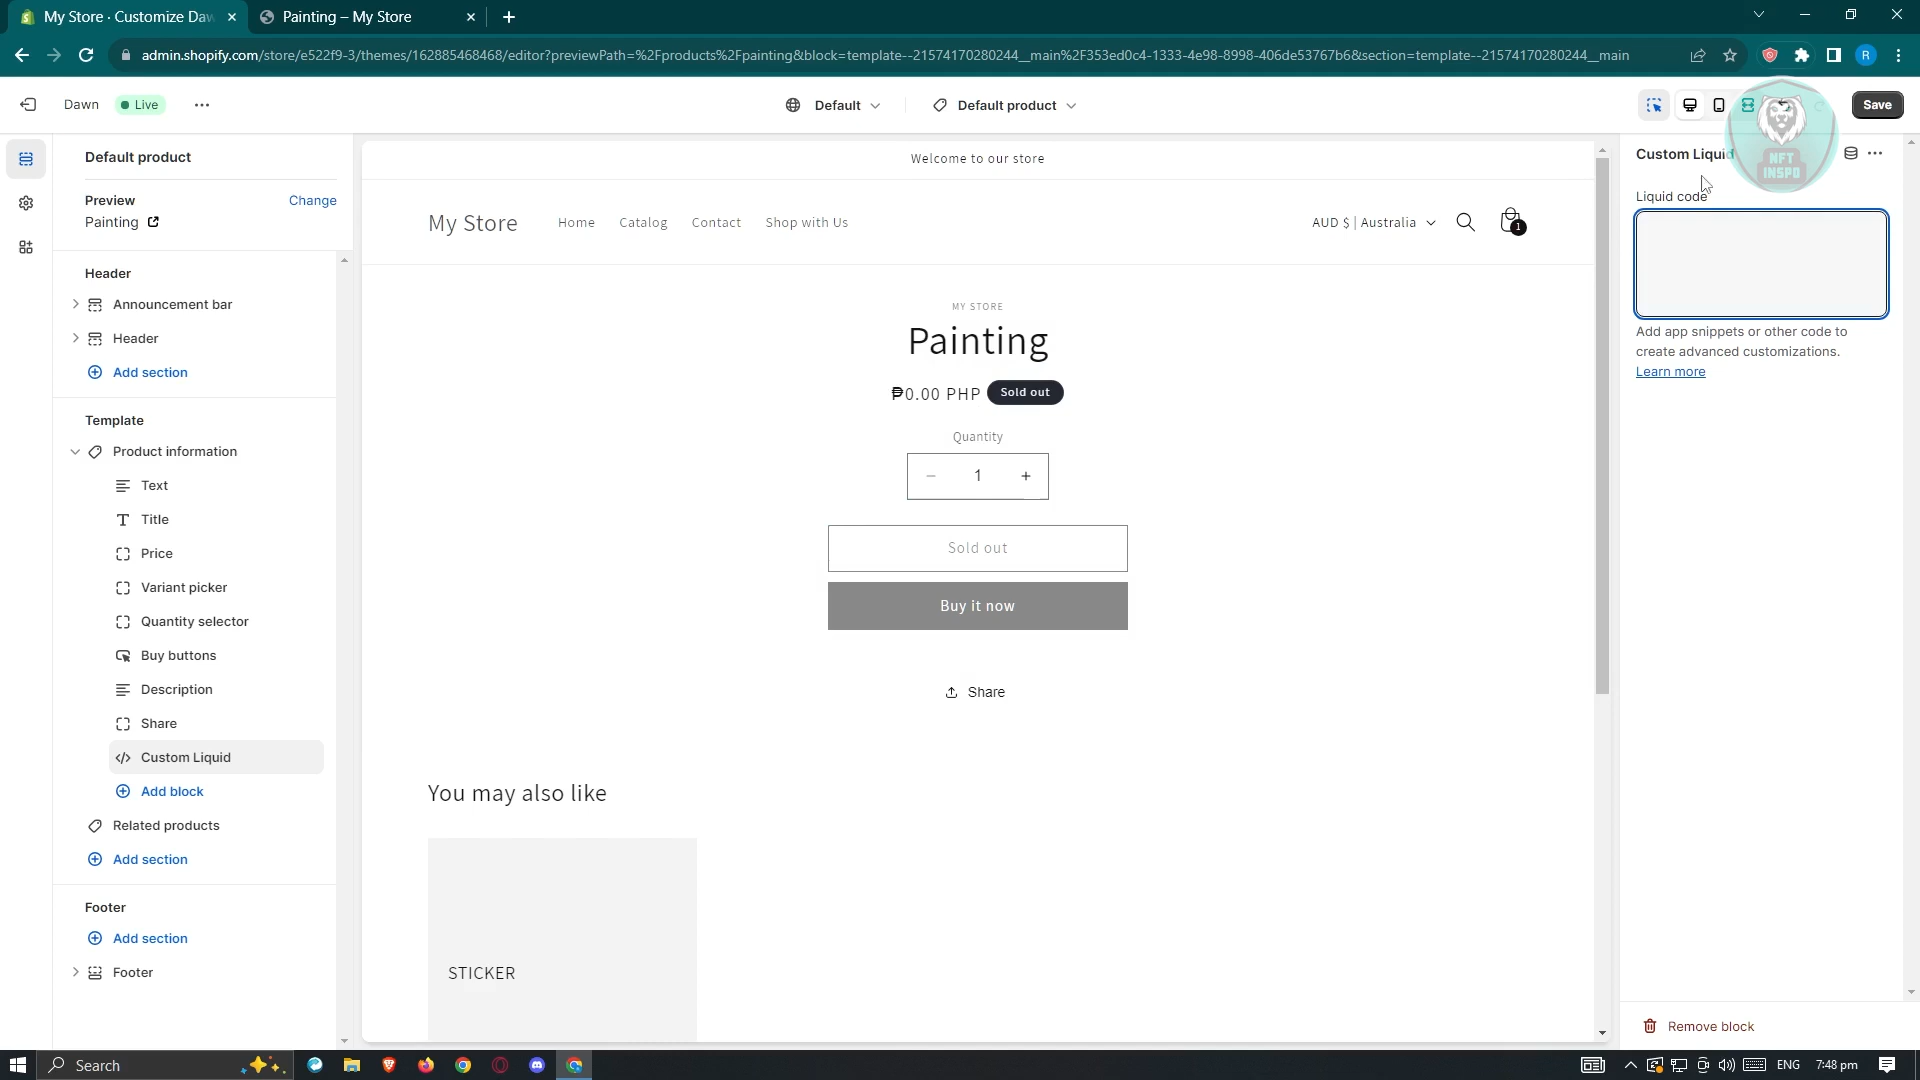 My Store · Customize Daw
Painting – My Store
admin.shopify.com/store/e522f9-3/themes/162885468468/editor?previewPath=%2Fproducts%2Fpainting&block=template--21574170280244__main%2F353ed0c4-1333-4e98-8998-406de53767b6&section=template--21574170280244__main
R
Dawn
Live
Default
Default product
Save
Default product
Preview
Change
Painting
Header
Announcement bar
Header
Add section
Template
Product information
Text
Title
Price
Variant picker
Quantity selector
Buy buttons
Description
Share
Custom Liquid
Add block
Related products
Add section
Footer
Add section
Footer
Welcome to our store
My Store
Home
Catalog
Contact
Shop with Us
AUD $ | Australia
1
MY STORE
Painting
₱0.00 PHP
Sold out
Quantity
1
Sold out
Buy it now
Share
You may also like
STICKER
Custom Liquid
NFT
INSPO
Liquid code
Add app snippets or other code to
create advanced customizations.
Learn more
Remove block
Search
ENG
7:48 pm